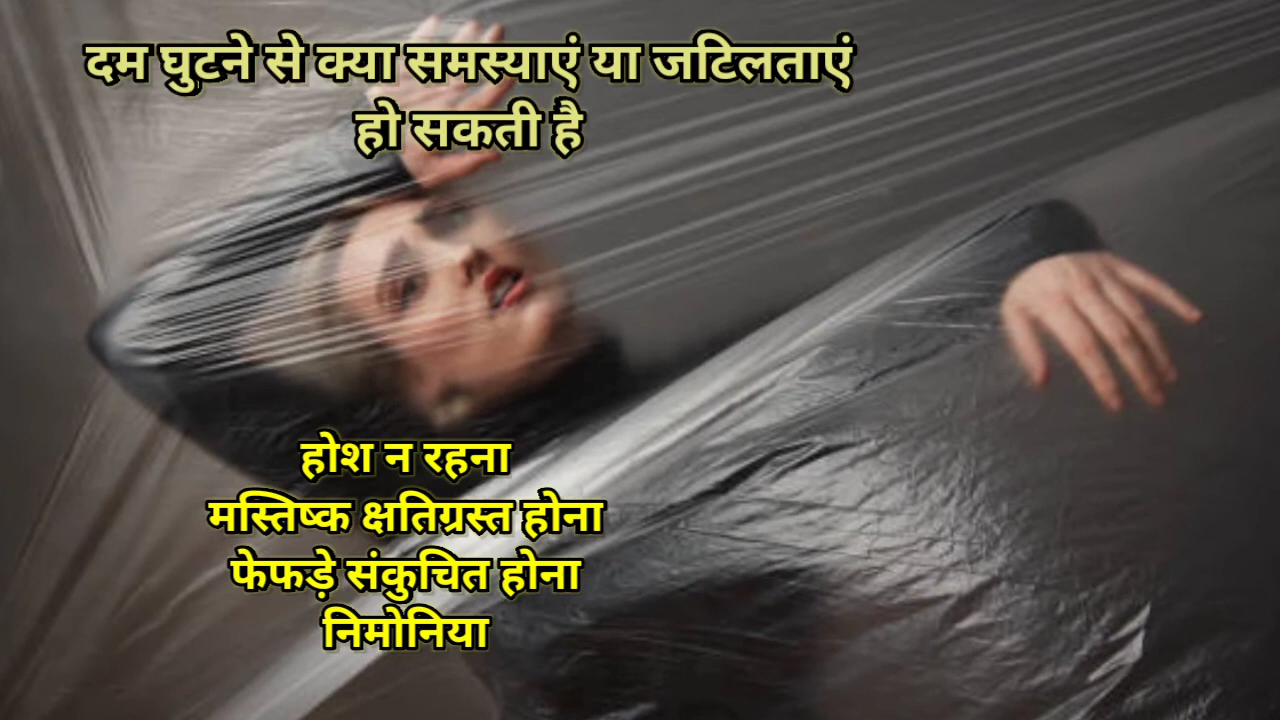 दम घुटने से क्या समस्याएं या जटिलताएं
हो सकती है
होश न रहना
मस्तिष्क क्षतिग्रस्त होना
फेफड़े संकुचित होना
निमोनिया